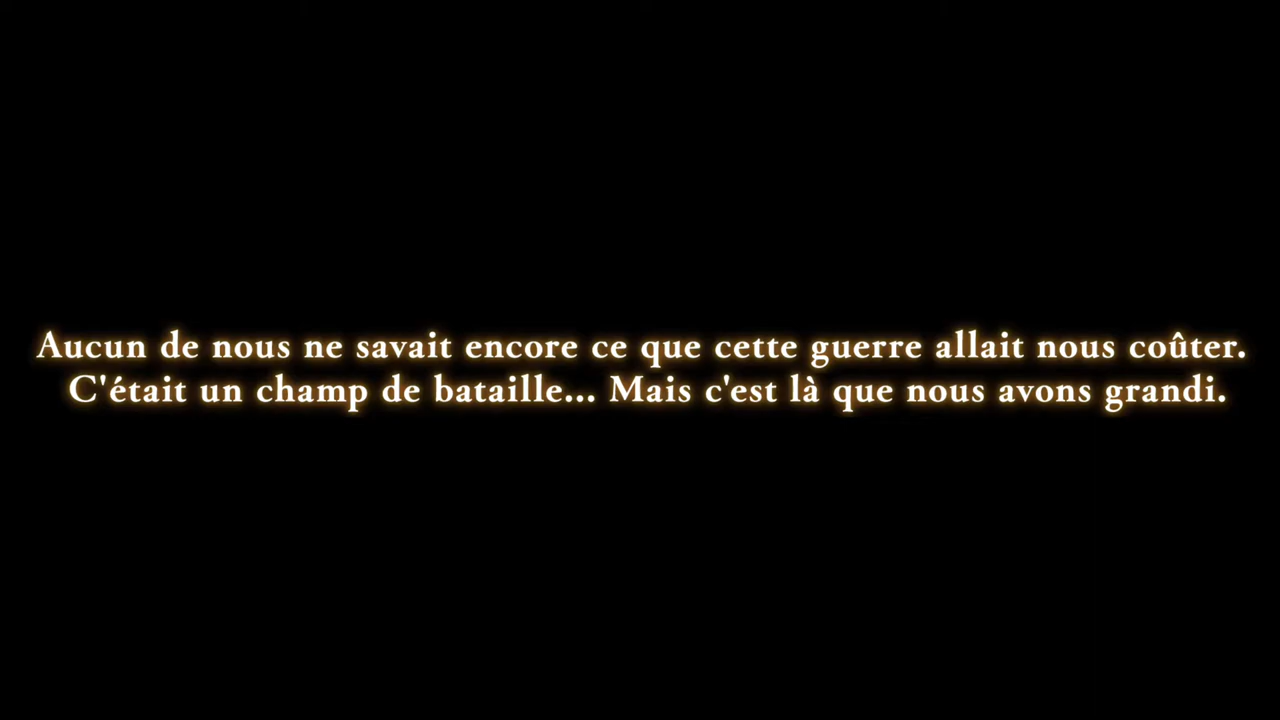 Aucun de nous ne savait encore ce que cette guerre allait nous coûter.
C'était un champ de bataille... Mais c'est là que nous avons grandi.